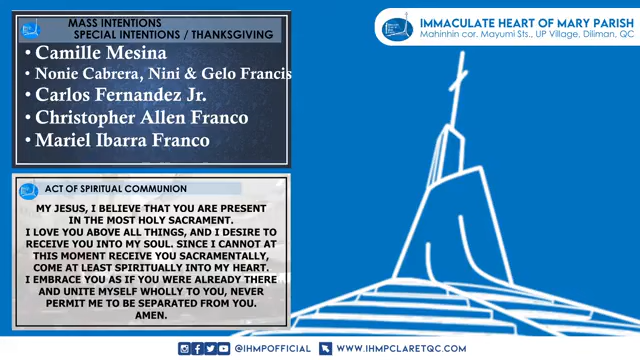 MASS INTENTIONS
SPECIAL INTENTIONS / THANKSGIVING
• Camille Mesina
• Nonie Cabrera, Nini & Gelo Francis
• Carlos Fernandez Jr.
• Christopher Allen Franco
• Mariel Ibarra Franco
IMMACULATE HEART OF MARY PARISH
Mahinhin cor. Mayumi Sts., UP Village, Diliman, QC
ACT OF SPIRITUAL COMMUNION
MY JESUS, I BELIEVE THAT YOU ARE PRESENT
IN THE MOST HOLY SACRAMENT.
I LOVE YOU ABOVE ALL THINGS, AND I DESIRE TO
RECEIVE YOU INTO MY SOUL. SINCE I CANNOT AT
THIS MOMENT RECEIVE YOU SACRAMENTALLY,
COME AT LEAST SPIRITUALLY INTO MY HEART.
I EMBRACE YOU AS IF YOU WERE ALREADY THERE
AND UNITE MYSELF WHOLLY TO YOU, NEVER
PERMIT ME TO BE SEPARATED FROM YOU.
AMEN.
@IHMPOFFICIAL WWW.IHMPCLARETQC.COM